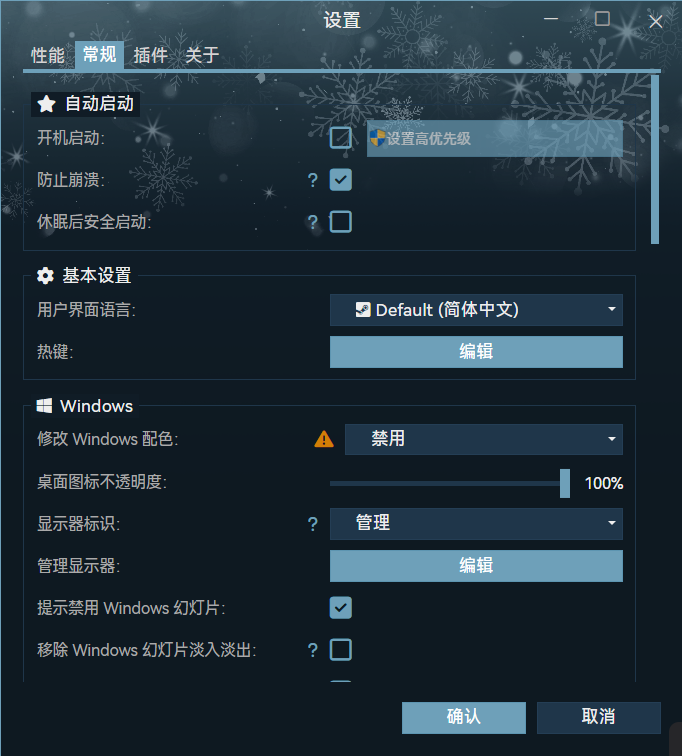 设置
性能 常规 插件 关于
自动启动
开机启动: 设置高优先级
防止崩溃: ?
休眠后安全启动: ?
基本设置
用户界面语言: Default (简体中文)
热键: 编辑
Windows
修改 Windows 配色: 禁用
桌面图标不透明度: 100%
显示器标识: ? 管理
管理显示器: 编辑
提示禁用 Windows 幻灯片:
移除 Windows 幻灯片淡入淡出: ?
确认 取消